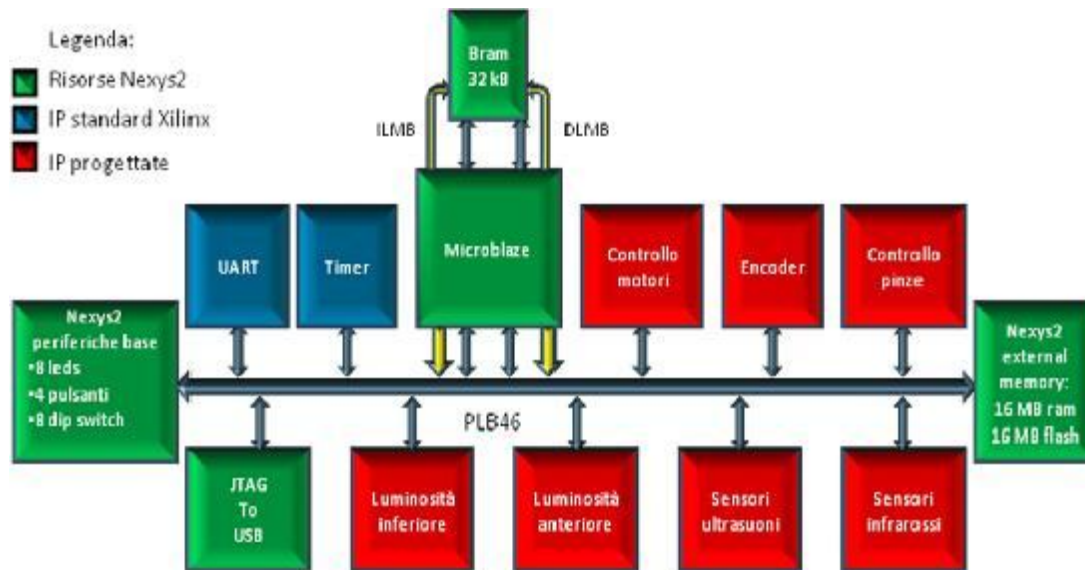 Legenda:
Risorse Nexys2
IP standard Xilinx
IP progettate
Bram
32 kB
ILMB
DLMB
UART
Timer
Microblaze
Controllo
motori
Encoder
Controllo
pinze
Nexys2
periferiche base
•8 leds
•4 pulsanti
•8 dip switch
Nexys2
external
memory:
16 MB ram
16 MB flash
PLB46
JTAG
To
USB
Luminosità
inferiore
Luminosità
anteriore
Sensori
ultrasuoni
Sensori
infrarossi